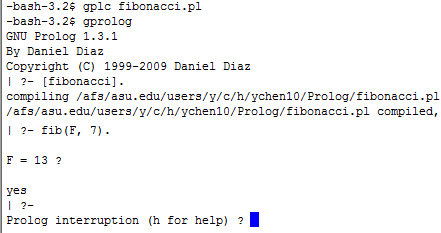 -bash-3.2$ gplc fibonacci.pl
-bash-3.2$ gprolog
GNU Prolog 1.3.1
By Daniel Diaz
Copyright (C) 1999-2009 Daniel Diaz
| ?- [fibonacci].
compiling /afs/asu.edu/users/y/c/h/ychen10/Prolog/fibonacci.pl
/afs/asu.edu/users/y/c/h/ychen10/Prolog/fibonacci.pl compiled,
| ?- fib(F, 7).
F = 13 ?
yes
| ?-
Prolog interruption (h for help) ?